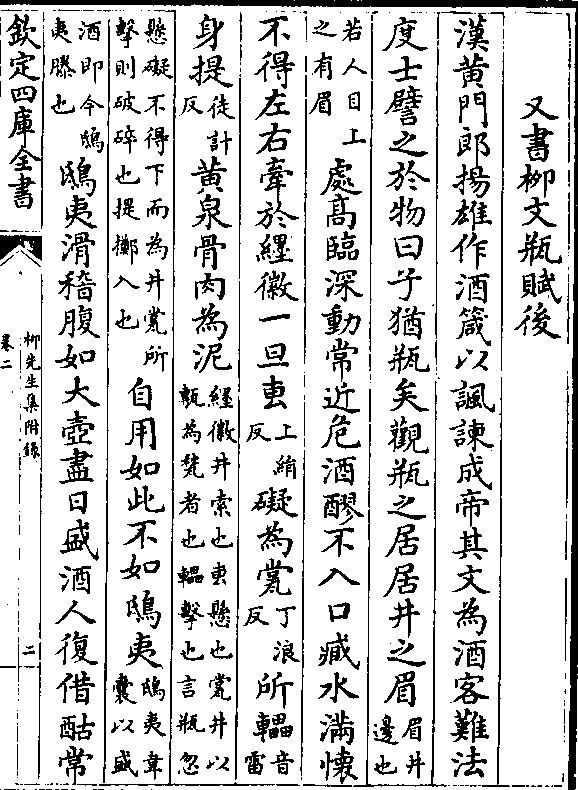 又書柳文瓶賦後
漢黄門郎揚雄作酒箴以諷諫成帝其文為酒客難法
度士譬之於物曰子猶瓶矣觀瓶之居居井之眉眉井邉也
若人目上之有眉處髙臨深動常近危酒醪不入口臧水滿懷
不得左右牽於纆徽一旦叀上絹反礙為甃丁浪反所轠音雷
身提徒計反黄泉骨肉為泥纆徽井索也叀懸也甃井以甎為甃者也轠擊也言瓶忽
懸礙不得下而為井甃所擊則破碎也提擲入也自用如此不如鴟夷鴟夷韋囊以盛
酒即今鴟夷幐也鴟夷滑稽腹如大壺盡日盛酒人復借酤常
欽定四庫全書
柳先生集附録
卷二
二